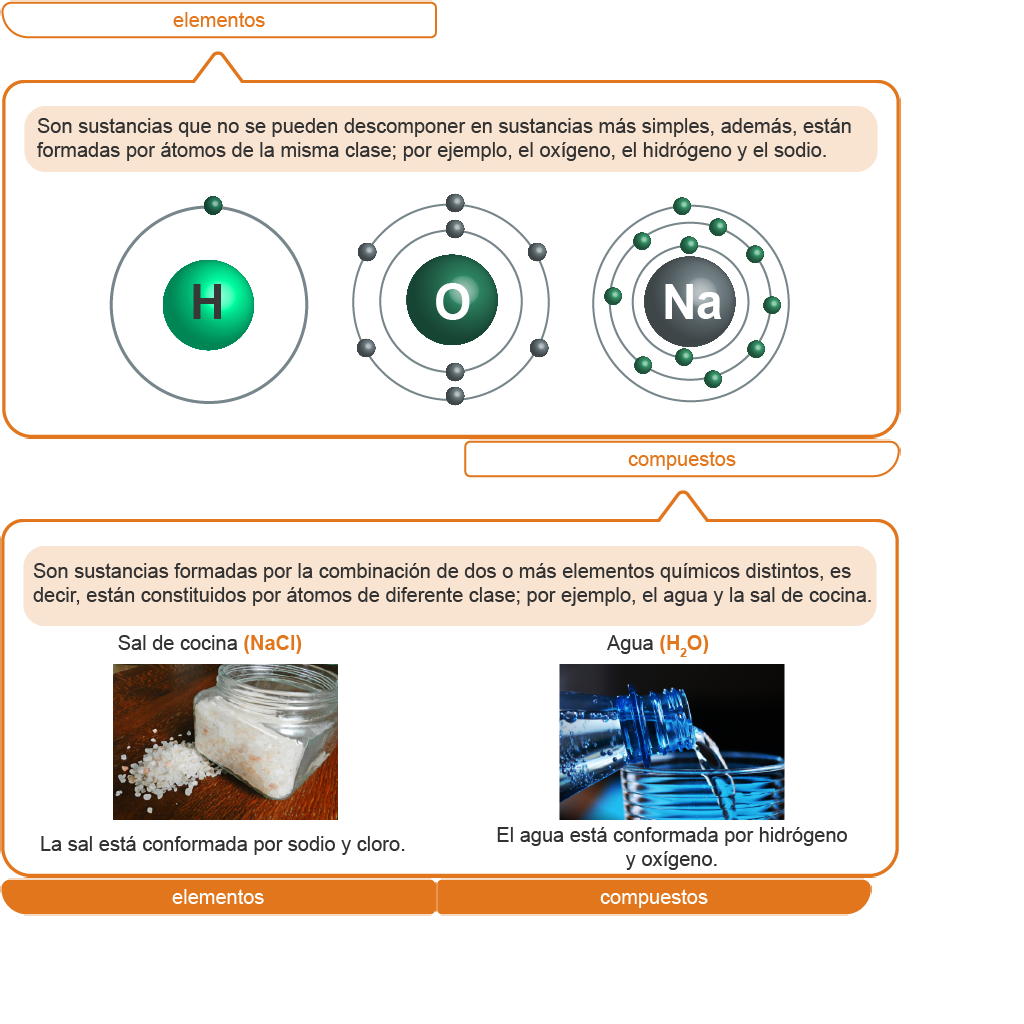 elementos
Son sustancias que no se pueden descomponer en sustancias más simples, además, están
formadas por átomos de la misma clase; por ejemplo, el oxígeno, el hidrógeno y el sodio.
H
O
Na
compuestos
Son sustancias formadas por la combinación de dos o más elementos químicos distintos, es
decir, están constituidos por átomos de diferente clase; por ejemplo, el agua y la sal de cocina.
Sal de cocina (NaCl)
Agua (H₂O)
La sal está conformada por sodio y cloro.
El agua está conformada por hidrógeno
y oxígeno.
elementos
compuestos